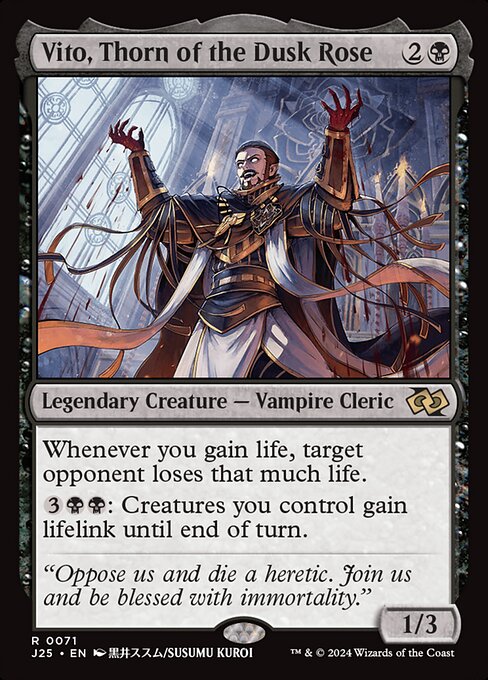 Vito, Thorn of the Dusk Rose 2
Legendary Creature — Vampire Cleric
Whenever you gain life, target
opponent loses that much life.
3: Creatures you control gain
lifelink until end of turn.
“Oppose us and die a heretic. Join us
and be blessed with immortality.”
1/3
R 0071
J25 • EN 黒井ススム/SUSUMU KUROI
™ & © 2024 Wizards of the Coast